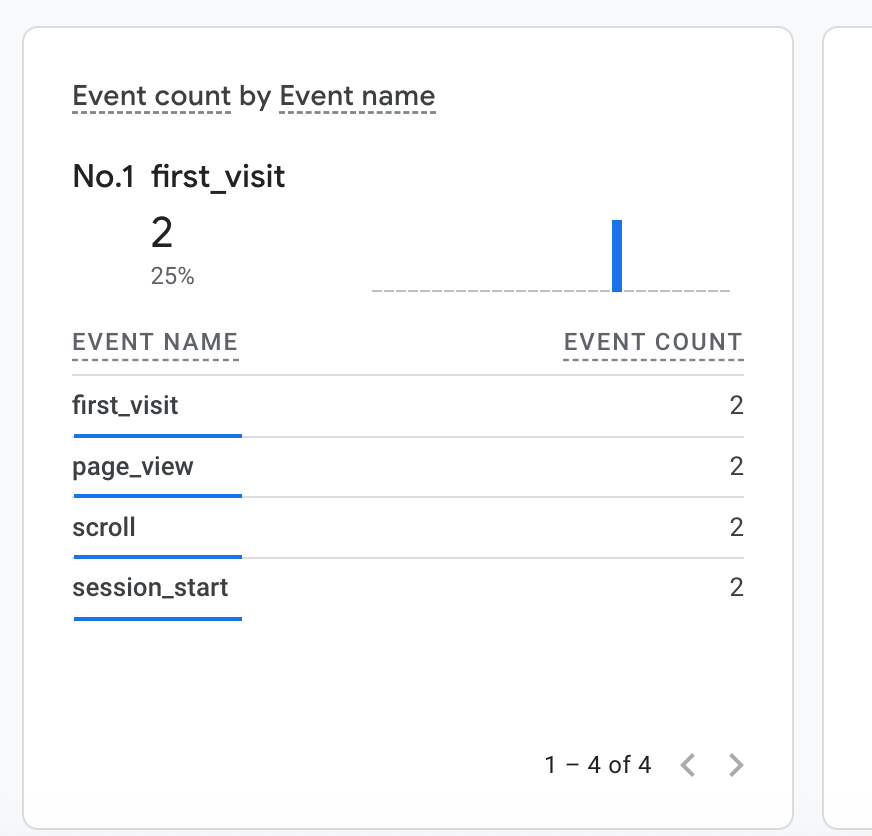 Event count by Event name
No.1 first_visit
2
25%
EVENT NAME EVENT COUNT
first_visit 2
page_view 2
scroll 2
session_start 2
1 – 4 of 4